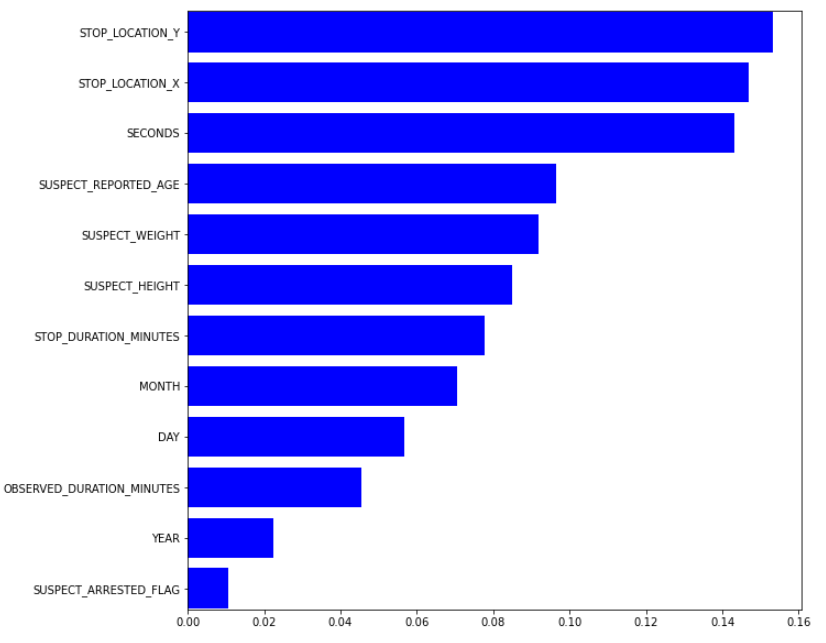 STOP_LOCATION_Y
STOP_LOCATION_X
SECONDS
SUSPECT_REPORTED_AGE
SUSPECT_WEIGHT
SUSPECT_HEIGHT
STOP_DURATION_MINUTES
MONTH
DAY
OBSERVED_DURATION_MINUTES
YEAR
SUSPECT_ARRESTED_FLAG
0.00 0.02 0.04 0.06 0.08 0.10 0.12 0.14 0.16